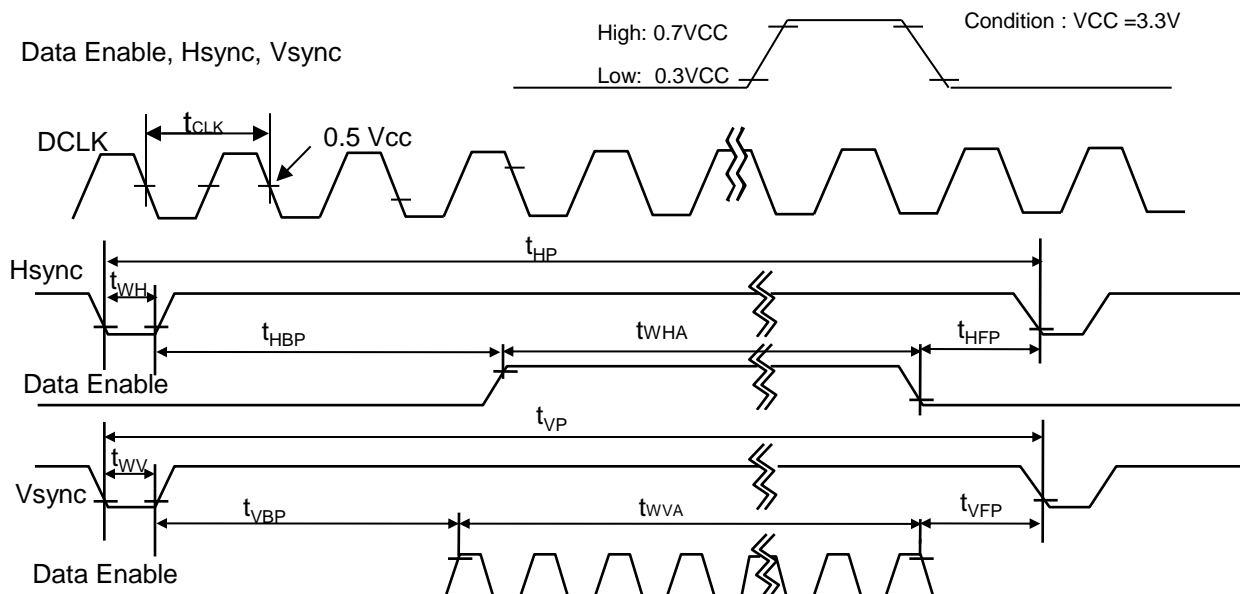 Condition : VCC =3.3V
High: 0.7VCC
Data Enable, Hsync, Vsync
Low: 0.3VCC
tCLK
0.5 Vcc
DCLK
tHP
Hsync
tWH
tHBP
tWHA
tHFP
Data Enable
tVP
tWV
Vsync
tVBP
tWVA
tVFP
Data Enable